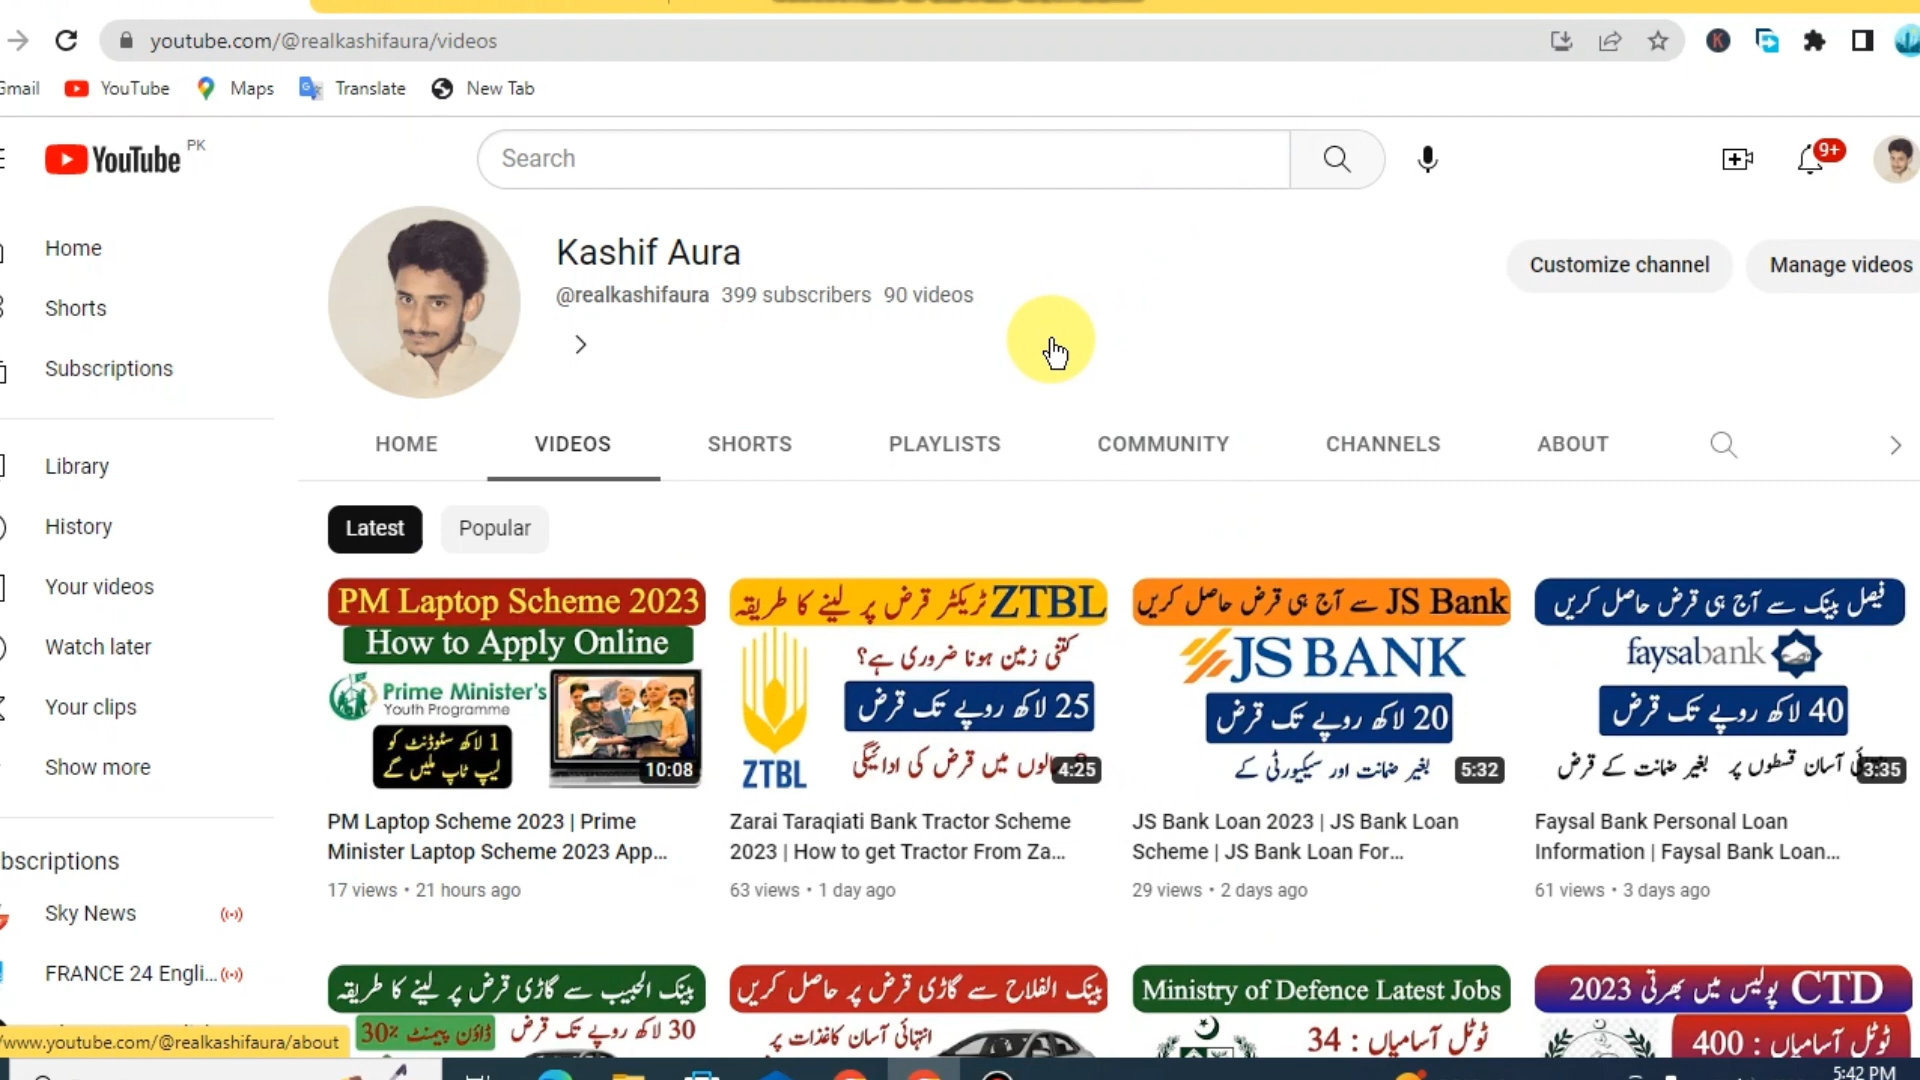 youtube.com/@realkashifaura/videos
Gmail YouTube Maps Translate New Tab
YouTube PK
Search
9+
Home
Shorts
Subscriptions
Library
History
Your videos
Watch later
Your clips
Show more
Sky News
FRANCE 24 Engli...
www.youtube.com/@realkashifaura/about
Kashif Aura
@realkashifaura 399 subscribers 90 videos
Customize channel Manage videos
HOME VIDEOS SHORTS PLAYLISTS COMMUNITY CHANNELS ABOUT
Latest Popular
PM Laptop Scheme 2023
How to Apply Online
Prime Minister's
Youth Programme
1 لاکھ سٹوڈنٹ کو
لیپ ٹاپ ملیں گے
10:08
PM Laptop Scheme 2023 | Prime
Minister Laptop Scheme 2023 App...
17 views • 21 hours ago
ZTBL ٹریکٹر قرض پر لینے کا طریقہ
کتنی زمین ہونا ضروری ہے؟
25 لاکھ روپے تک قرض
میں قرض کی ادائیگی
ZTBL
4:25
Zarai Taraqiati Bank Tractor Scheme
2023 | How to get Tractor From Za...
63 views • 1 day ago
JS Bank سے آج ہی قرض حاصل کریں
JS BANK
20 لاکھ روپے تک قرض
بغیر ضمانت اور سیکیورٹی کے
5:32
JS Bank Loan 2023 | JS Bank Loan
Scheme | JS Bank Loan For...
29 views • 2 days ago
فیصل بینک سے آج ہی قرض حاصل کریں
faysalbank
40 لاکھ روپے تک قرض
آسان قسطوں پر بغیر ضمانت کے قرض
3:35
Faysal Bank Personal Loan
Information | Faysal Bank Loan...
61 views • 3 days ago
بینک الحبیب سے گاڑی قرض پر لینے کا طریقہ
30 لاکھ روپے تک قرض
ڈاؤن پیمنٹ 30%
بینک الفلاح سے گاڑی قرض پر حاصل کریں
انتہائی آسان کاغذات پر
Ministry of Defence Latest Jobs
ٹوٹل آسامیاں : 34
CTD پولیس میں بھرتی 2023
ٹوٹل آسامیاں : 400
5:42 PM